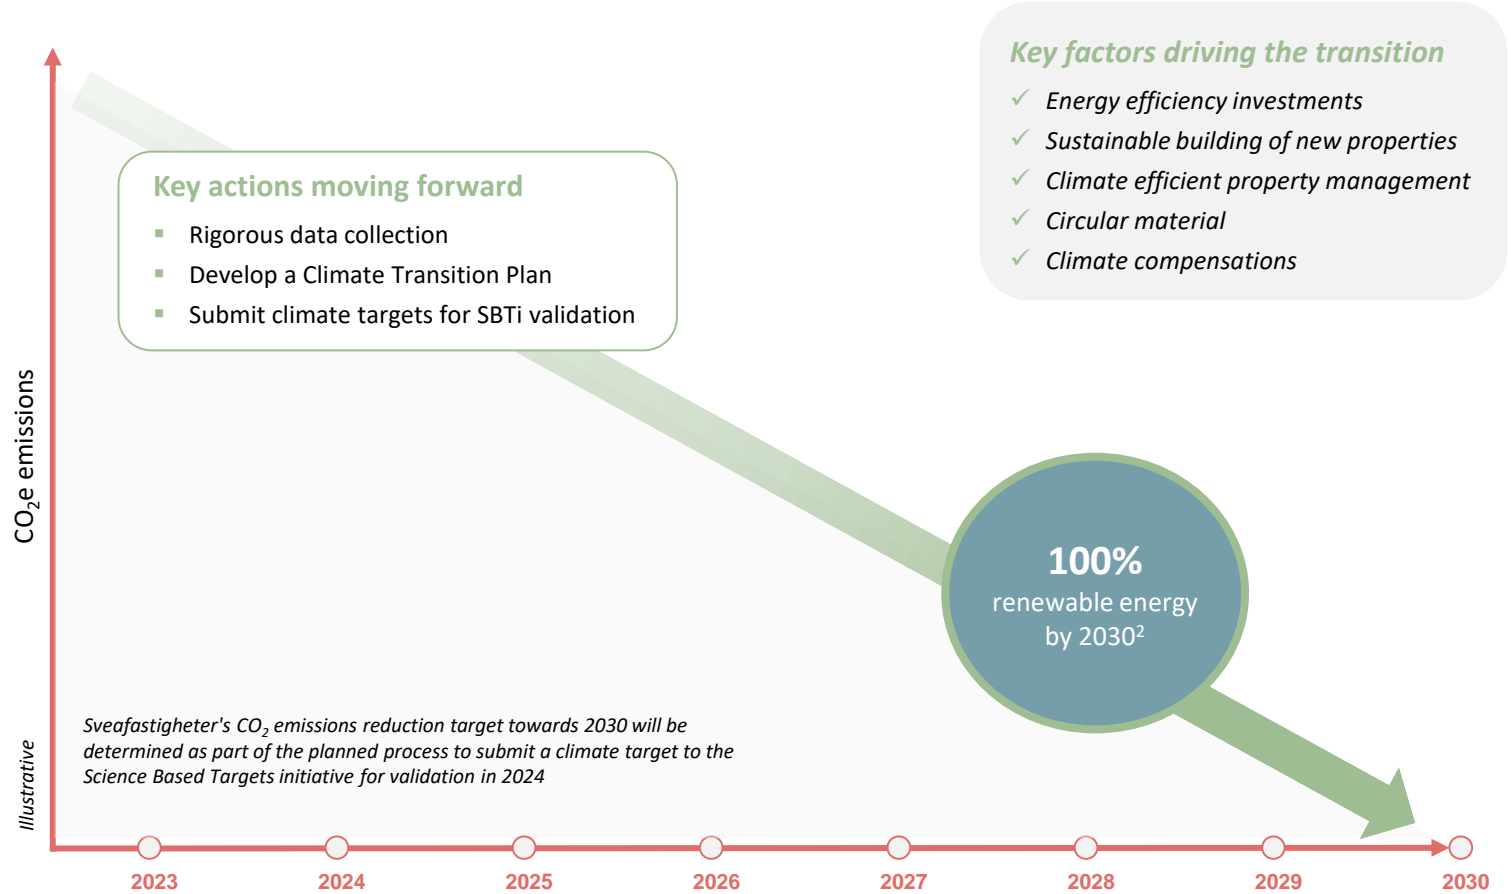 Key factors driving the transition
✓ Energy efficiency investments
✓ Sustainable building of new properties
✓ Climate efficient property management
✓ Circular material
✓ Climate compensations
Key actions moving forward
▪ Rigorous data collection
▪ Develop a Climate Transition Plan
▪ Submit climate targets for SBTi validation
CO₂e emissions
100%
renewable energy
by 2030²
Sveafastigheter's CO₂ emissions reduction target towards 2030 will be
determined as part of the planned process to submit a climate target to the
Science Based Targets initiative for validation in 2024
Illustrative
2023 2024 2025 2026 2027 2028 2029 2030